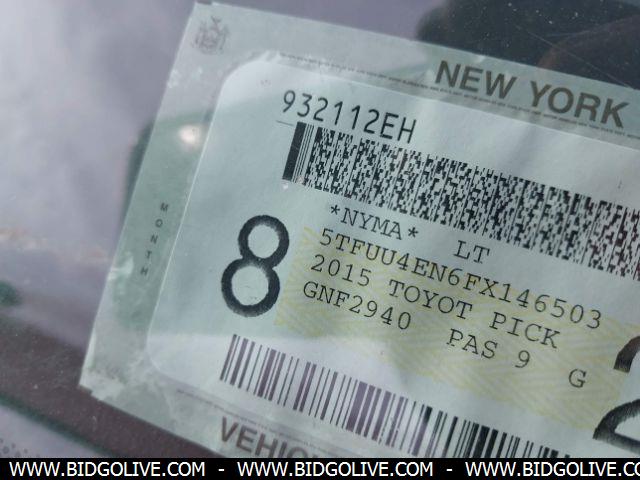 NEW YORK
932112EH
MONTH
*NYMA* LT
5TFUU4EN6FX146503
2015 TOYOT PICK
GNF2940 PAS 9 G
8
WWW.BIDGOLIVE.COM - WWW.BIDGOLIVE.COM - WWW.BIDGOLIVE.COM